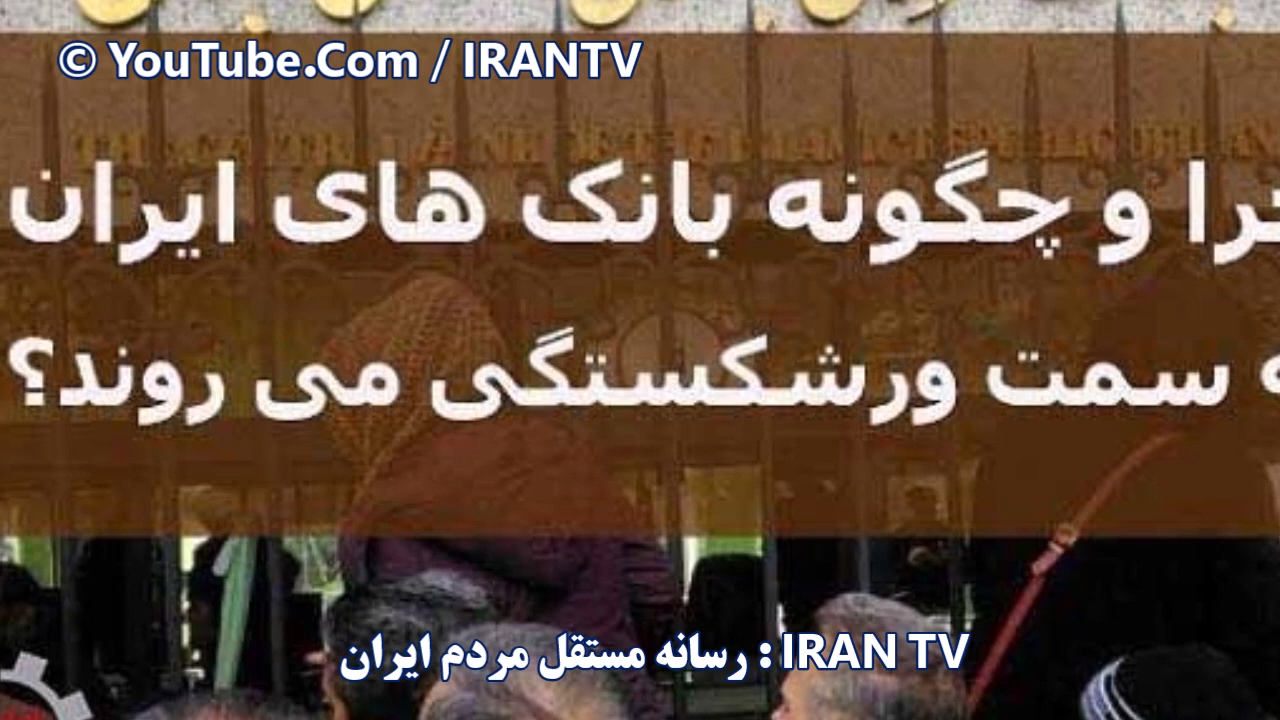 © YouTube.Com / IRANTV
را و چگونه بانک های ایران
سمت ورشکستگی می روند؟
IRAN TV : رسانه مستقل مردم ایران